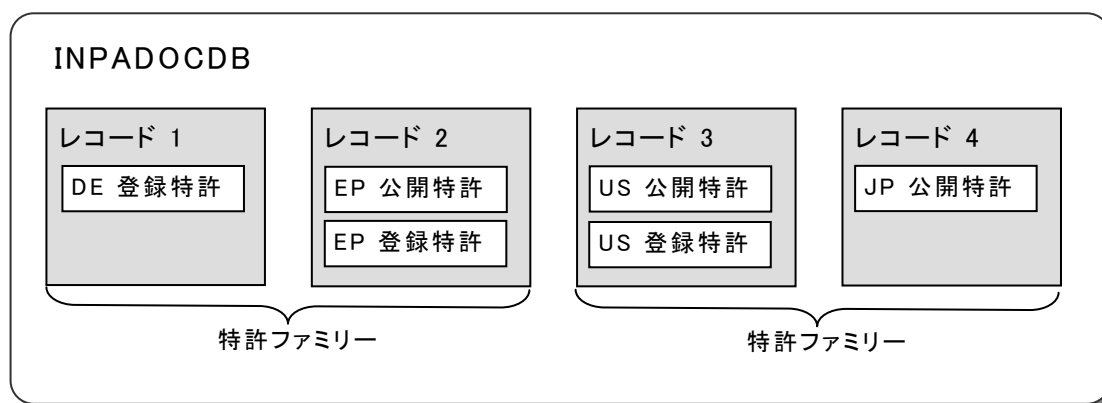 INPADOCDB
レコード 1
DE 登録特許
レコード 2
EP 公開特許
EP 登録特許
レコード 3
US 公開特許
US 登録特許
レコード 4
JP 公開特許
特許ファミリー
特許ファミリー